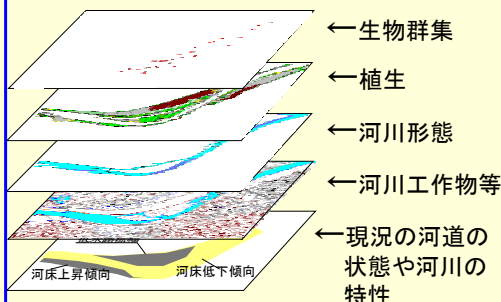 ←生物群集
←植生
←河川形態
←河川工作物等
←現況の河道の
状態や河川の
特性
河床上昇傾向
河床低下傾向